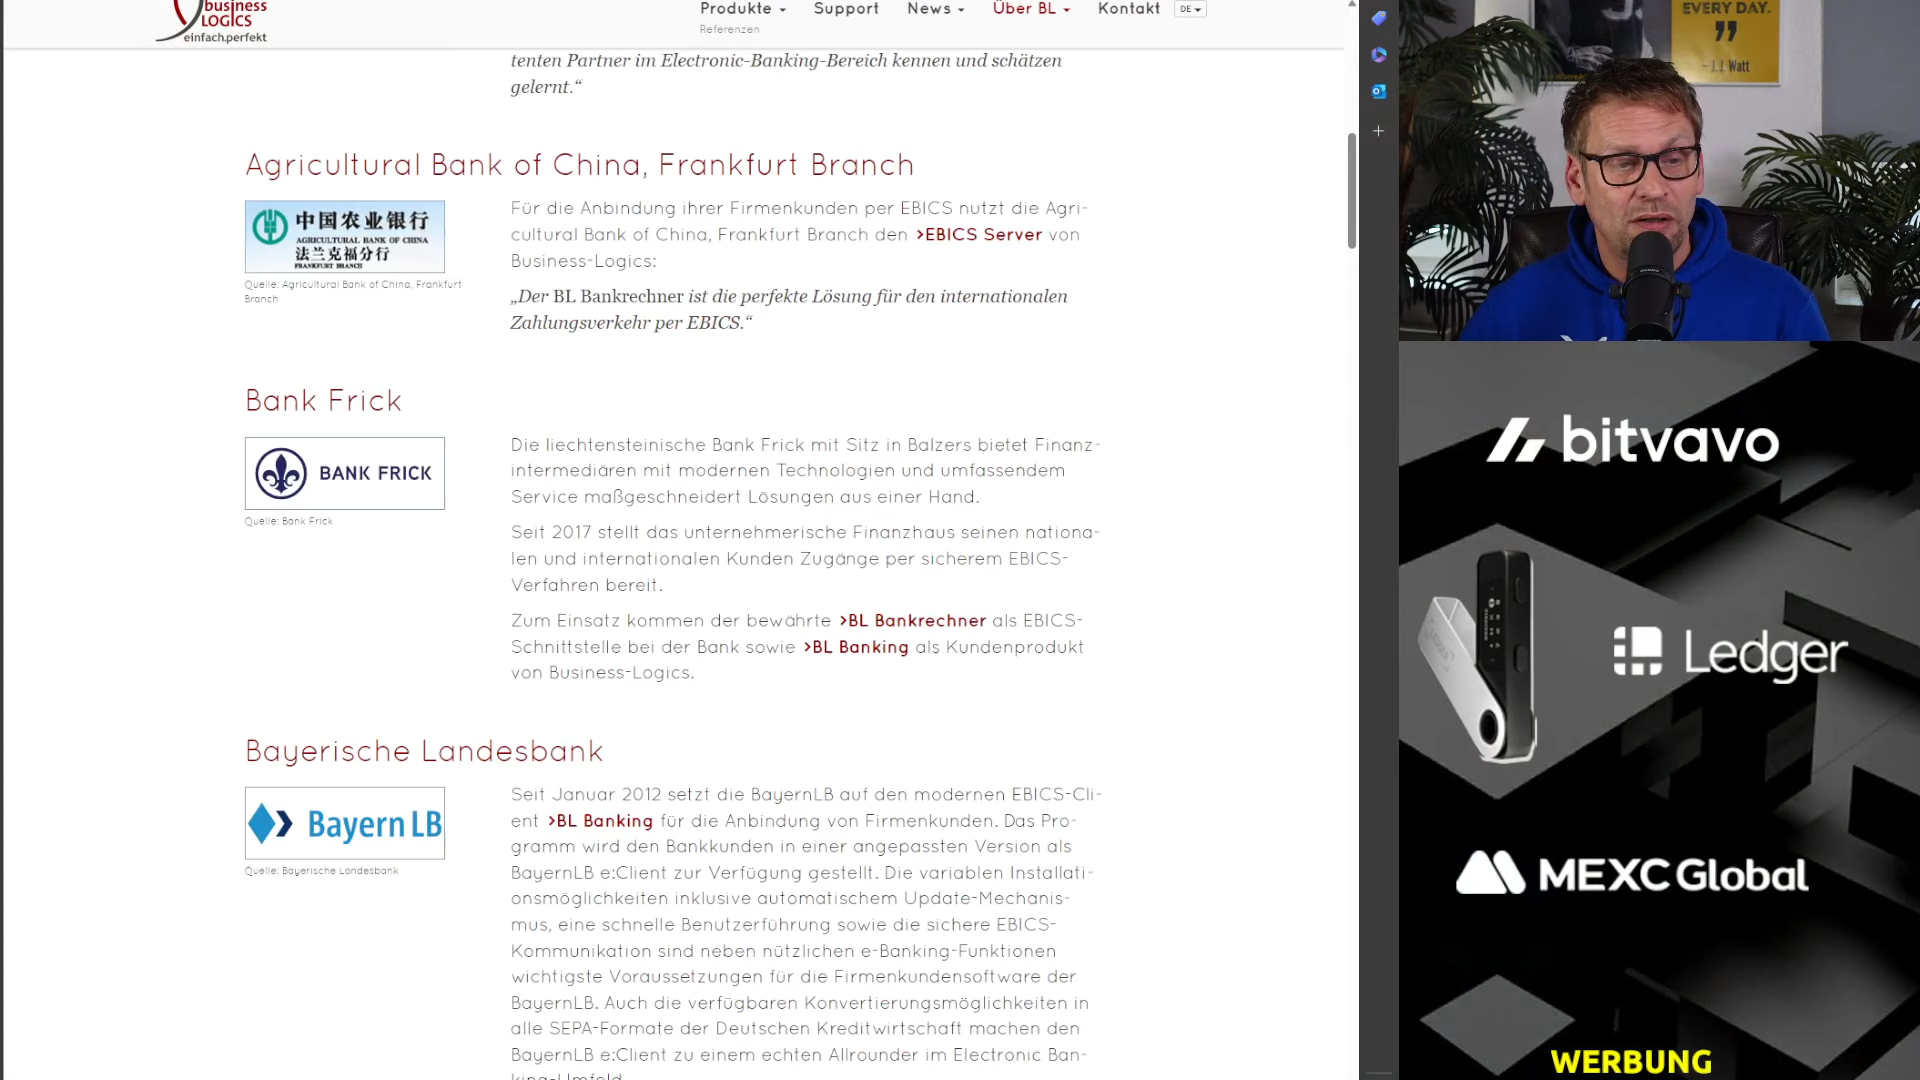 business
LOGICS
einfach.perfekt
Produkte
Support
News
Über BL
Kontakt
DE
Referenzen
tenten Partner im Electronic-Banking-Bereich kennen und schätzen
gelernt.“
Agricultural Bank of China, Frankfurt Branch
中国农业银行
AGRICULTURAL BANK OF CHINA
法兰克福分行
FRANKFURT BRANCH
Quelle: Agricultural Bank of China, Frankfurt
Branch
Für die Anbindung ihrer Firmenkunden per EBICS nutzt die Agri-
cultural Bank of China, Frankfurt Branch den >EBICS Server von
Business-Logics:
„Der BL Bankrechner ist die perfekte Lösung für den internationalen
Zahlungsverkehr per EBICS.“
Bank Frick
BANK FRICK
Quelle: Bank Frick
Die liechtensteinische Bank Frick mit Sitz in Balzers bietet Finanz-
intermediären mit modernen Technologien und umfassendem
Service maßgeschneidert Lösungen aus einer Hand.
Seit 2017 stellt das unternehmerische Finanzhaus seinen nationa-
len und internationalen Kunden Zugänge per sicherem EBICS-
Verfahren bereit.
Zum Einsatz kommen der bewährte >BL Bankrechner als EBICS-
Schnittstelle bei der Bank sowie >BL Banking als Kundenprodukt
von Business-Logics.
Bayerische Landesbank
Bayern LB
Quelle: Bayerische Landesbank
Seit Januar 2012 setzt die BayernLB auf den modernen EBICS-Cli-
ent >BL Banking für die Anbindung von Firmenkunden. Das Pro-
gramm wird den Bankkunden in einer angepassten Version als
BayernLB e:Client zur Verfügung gestellt. Die variablen Installati-
onsmöglichkeiten inklusive automatischem Update-Mechanis-
mus, eine schnelle Benutzerführung sowie die sichere EBICS-
Kommunikation sind neben nützlichen e-Banking-Funktionen
wichtigste Voraussetzungen für die Firmenkundensoftware der
BayernLB. Auch die verfügbaren Konvertierungsmöglichkeiten in
alle SEPA-Formate der Deutschen Kreditwirtschaft machen den
BayernLB e:Client zu einem echten Allrounder im Electronic Ban-
king-Umfeld.
EVERY DAY.
”
– J.J. Watt
bitvavo
Ledger
MEXC Global
WERBUNG